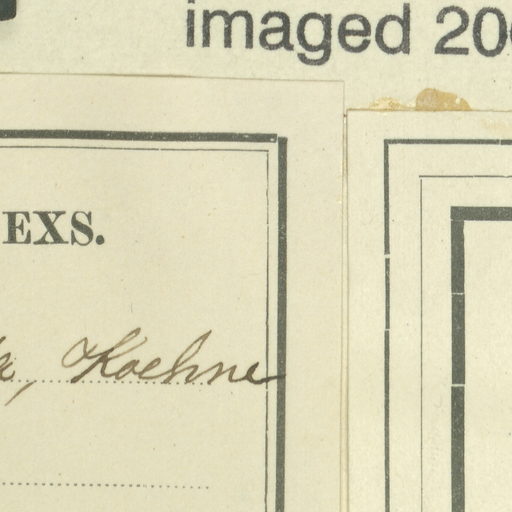 imaged 20
EXS.
, Koehne